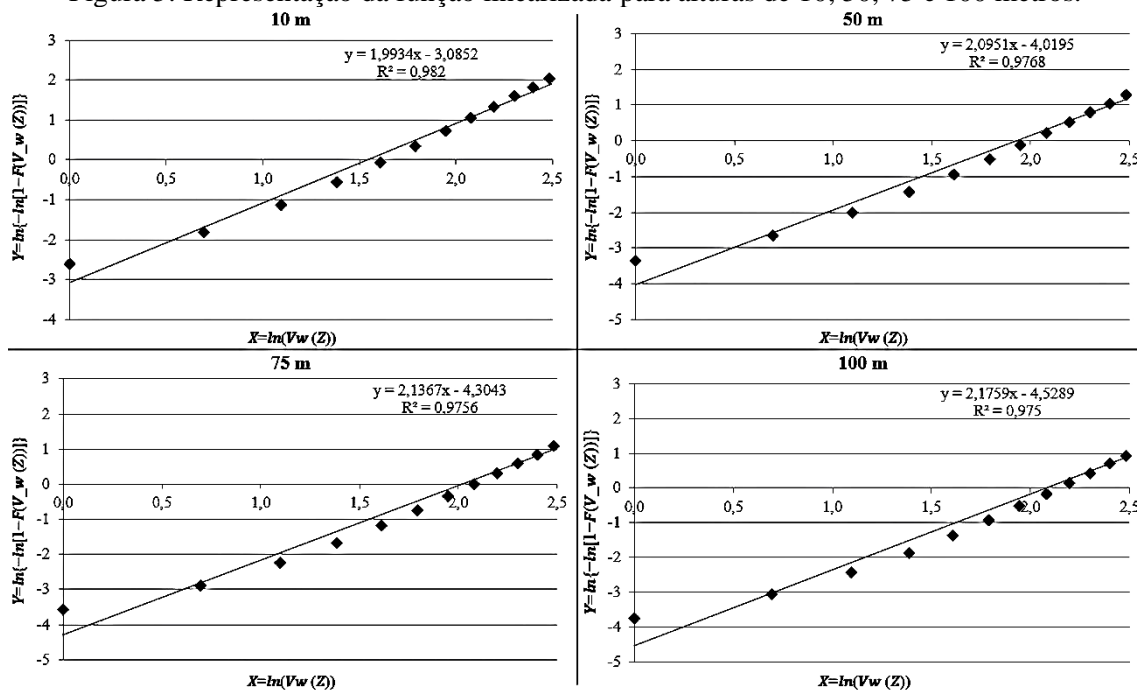 Figura 3: Representação da função linearizada para alturas de 10, 50, 75 e 100 metros.
10 m
y = 1,9934x - 3,0852
R² = 0,982
3
2
1
0
-1
-2
-3
-4
0,0 0,5 1,0 1,5 2,0 2,5
Y=ln{-ln[1-F(V_w (Z))]}
X=ln(Vw (Z))
50 m
y = 2,0951x - 4,0195
R² = 0,9768
3
2
1
0
-1
-2
-3
-4
-5
0,0 0,5 1,0 1,5 2,0 2,5
Y=ln{-ln[1-F(V_w (Z))]}
X=ln(Vw (Z))
75 m
y = 2,1367x - 4,3043
R² = 0,9756
3
2
1
0
-1
-2
-3
-4
-5
0,0 0,5 1,0 1,5 2,0 2,5
Y=ln{-ln[1-F(V_w (Z))]}
X=ln(Vw (Z))
100 m
y = 2,1759x - 4,5289
R² = 0,975
3
2
1
0
-1
-2
-3
-4
-5
0,0 0,5 1,0 1,5 2,0 2,5
Y=ln{-ln[1-F(V_w (Z))]}
X=ln(Vw (Z))